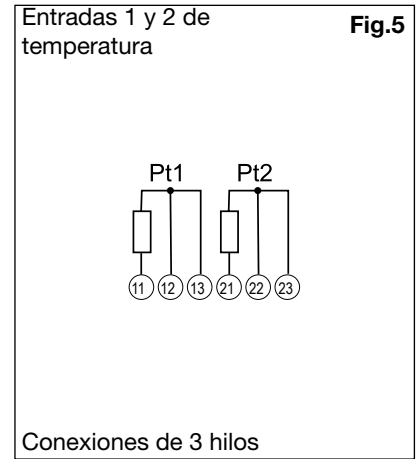 Entradas 1 y 2 de
temperatura
Fig.5
Pt1 Pt2
11 12 13 21 22 23
Conexiones de 3 hilos